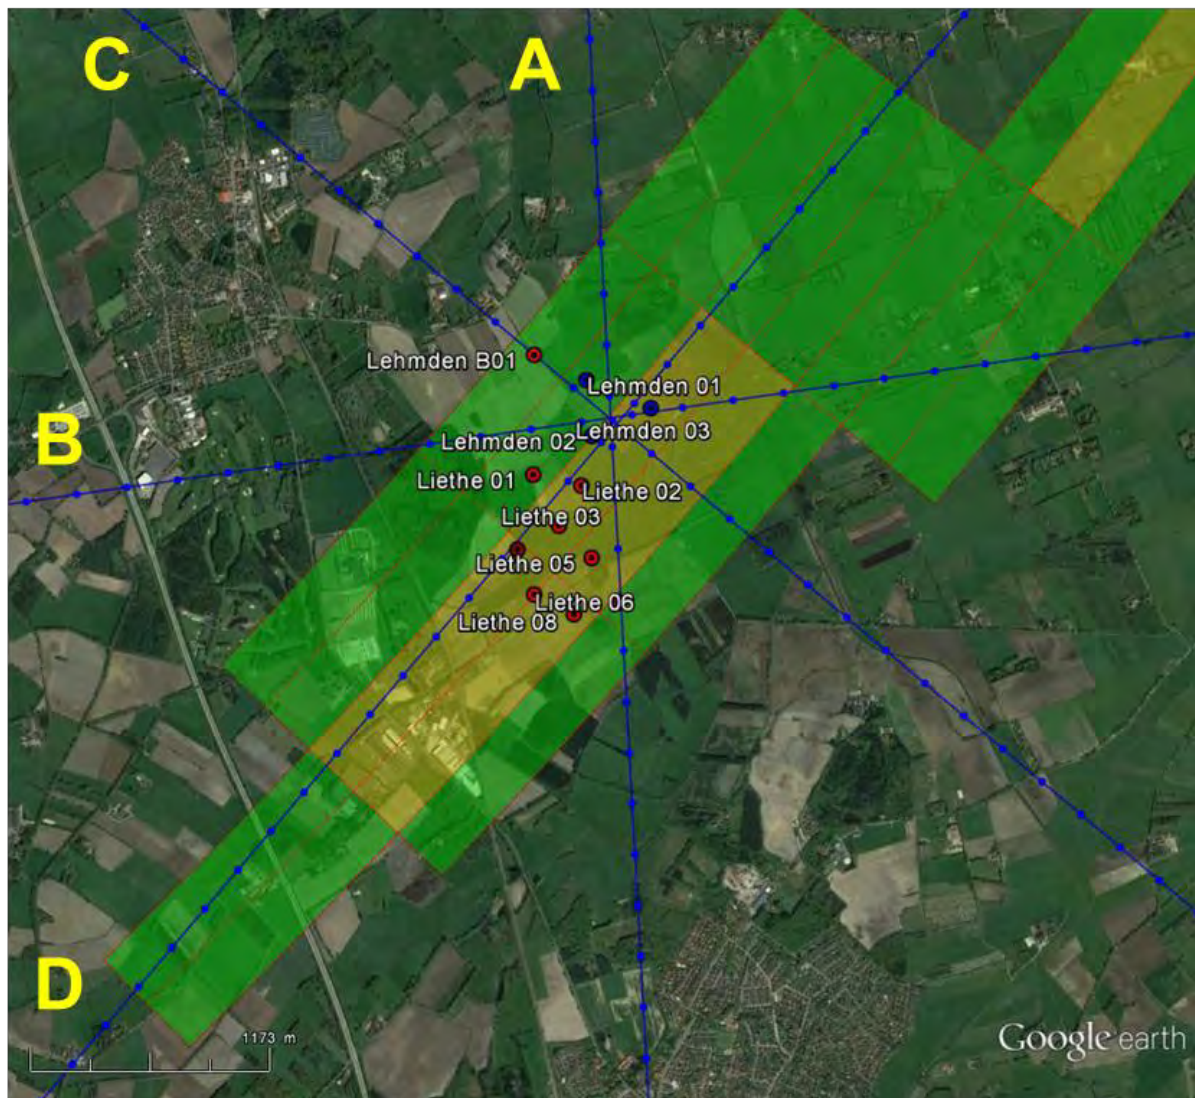 C
A
Lehmden B01
Lehmden 01
B
Lehmden 02
Lehmden 03
Liethe 01
Liethe 02
Liethe 03
Liethe 05
Liethe 06
Liethe 08
D
1173 m
Google earth